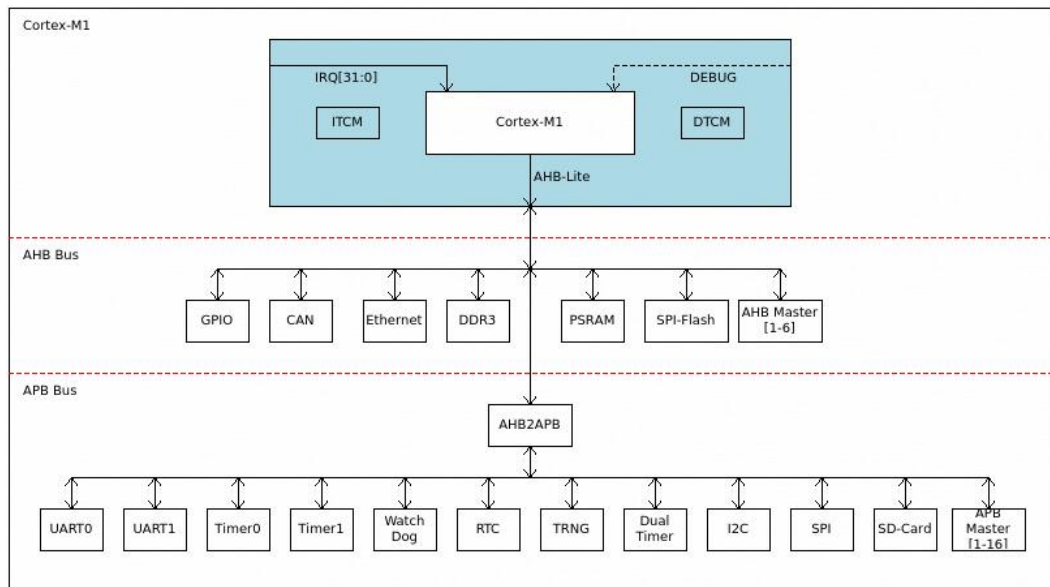 Cortex-M1
IRQ[31:0]
DEBUG
ITCM
Cortex-M1
DTCM
AHB-Lite
AHB Bus
GPIO
CAN
Ethernet
DDR3
PSRAM
SPI-Flash
AHB Master
[1-6]
APB Bus
AHB2APB
UART0
UART1
Timer0
Timer1
Watch
Dog
RTC
TRNG
Dual
Timer
I2C
SPI
SD-Card
APB
Master
[1-16]